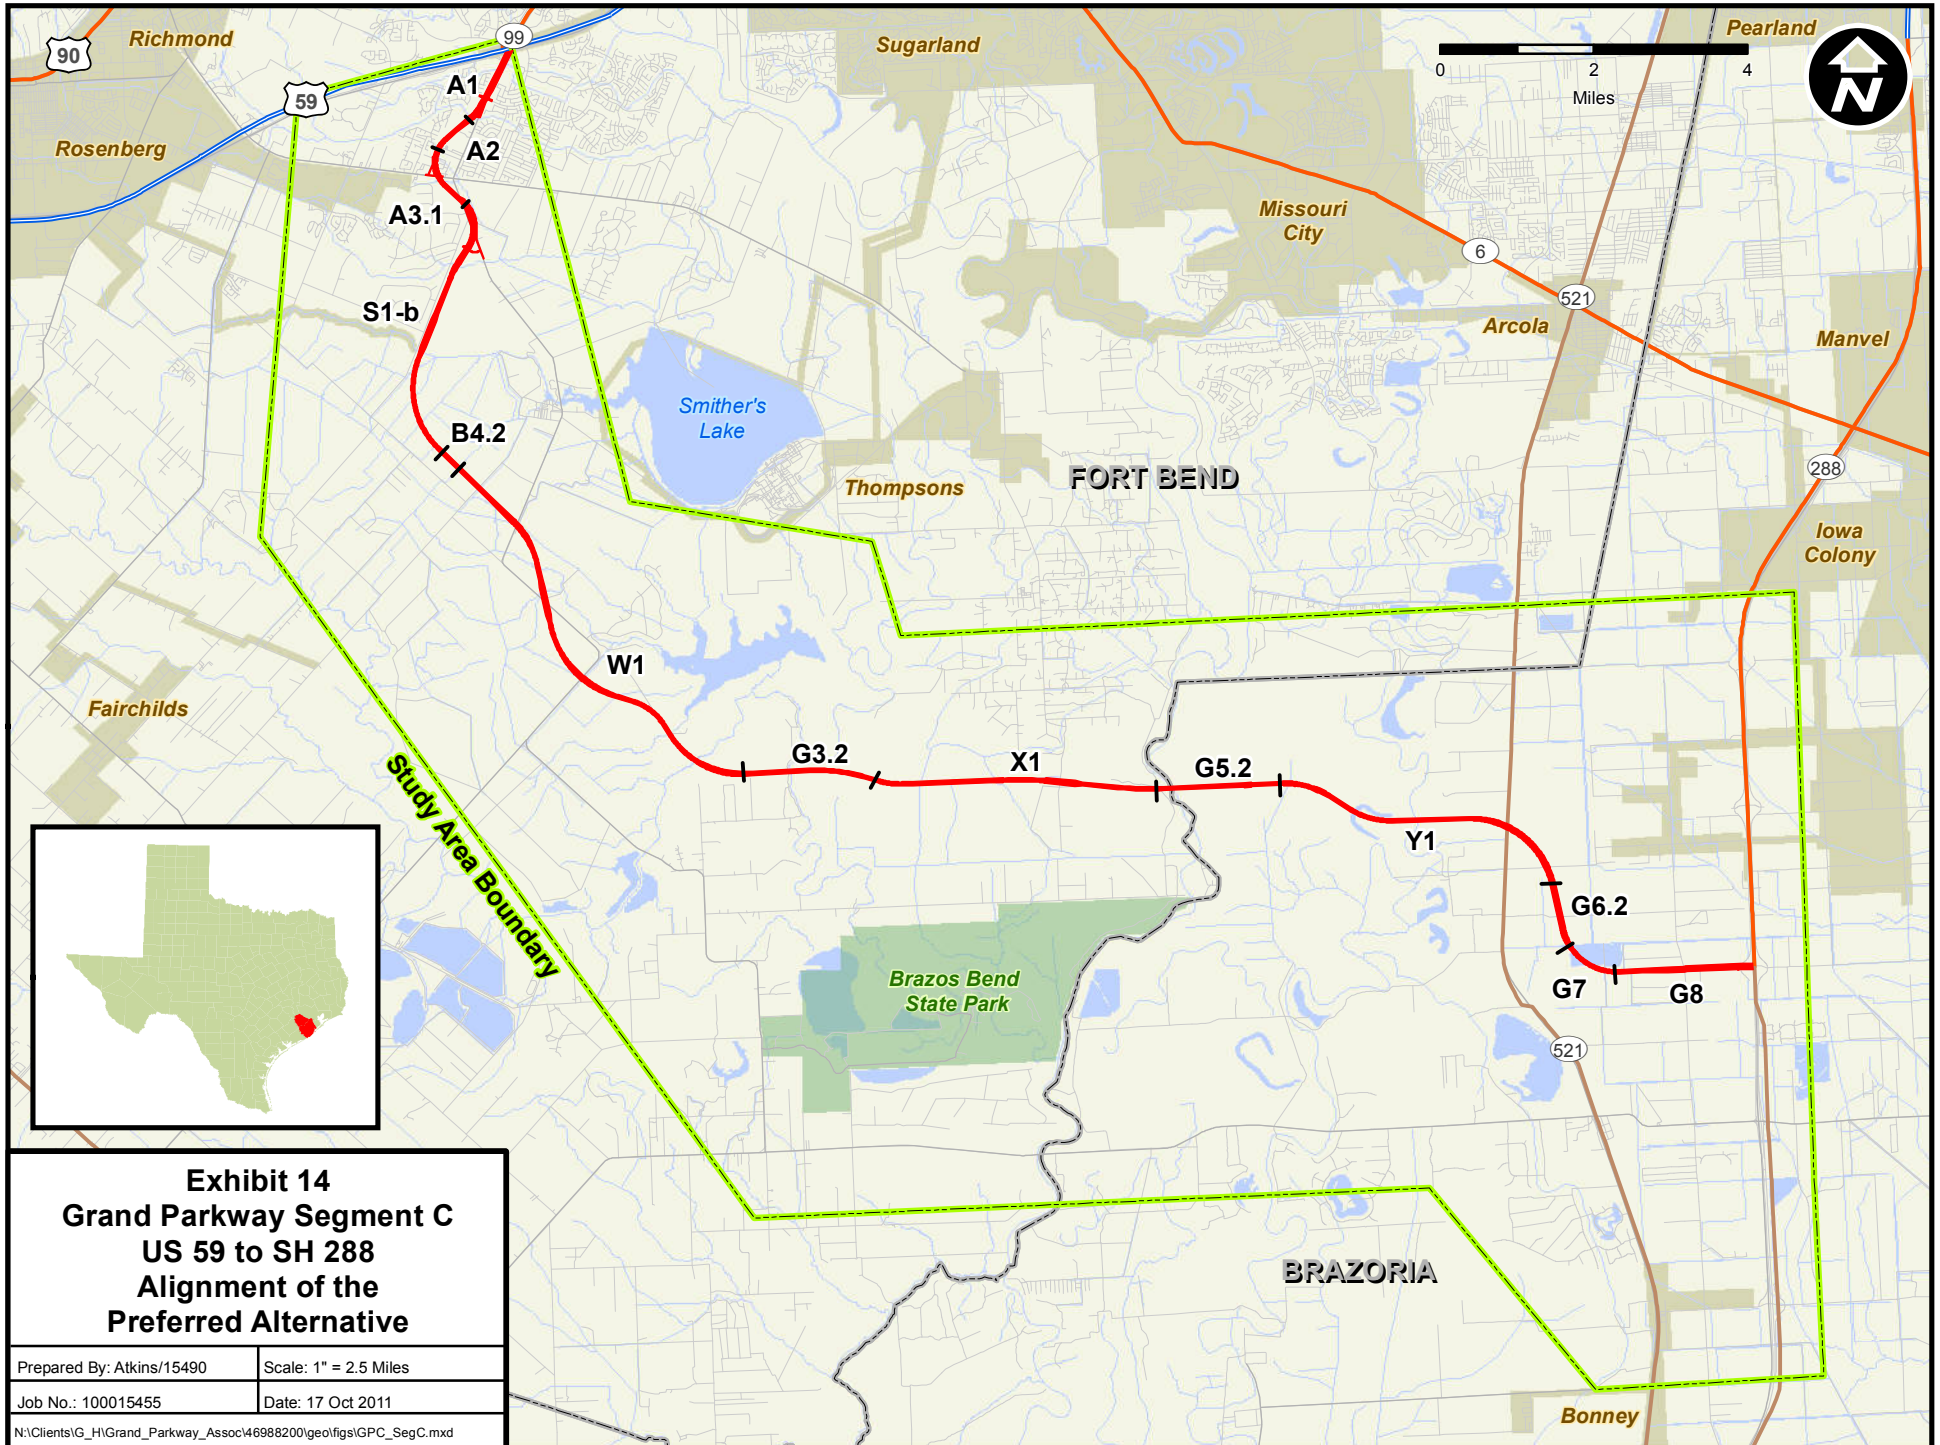 90
Richmond
99
Sugarland
Pearland
0
2
4
Miles
N
59
A1
Rosenberg
A2
A3.1
Missouri
City
6
521
S1-b
Arcola
Manvel
Smither's
Lake
B4.2
FORT BEND
288
Thompsons
Iowa
Colony
W1
Fairchilds
G3.2
X1
G5.2
Y1
Study Area Boundary
G6.2
Brazos Bend
State Park
G7
G8
521
Exhibit 14
Grand Parkway Segment C
US 59 to SH 288
Alignment of the
Preferred Alternative
BRAZORIA
Prepared By: Atkins/15490
Scale: 1" = 2.5 Miles
Job No.: 100015455
Date: 17 Oct 2011
Bonney
N:\Clients\G_H\Grand_Parkway_Assoc\46988200\geo\figs\GPC_SegC.mxd